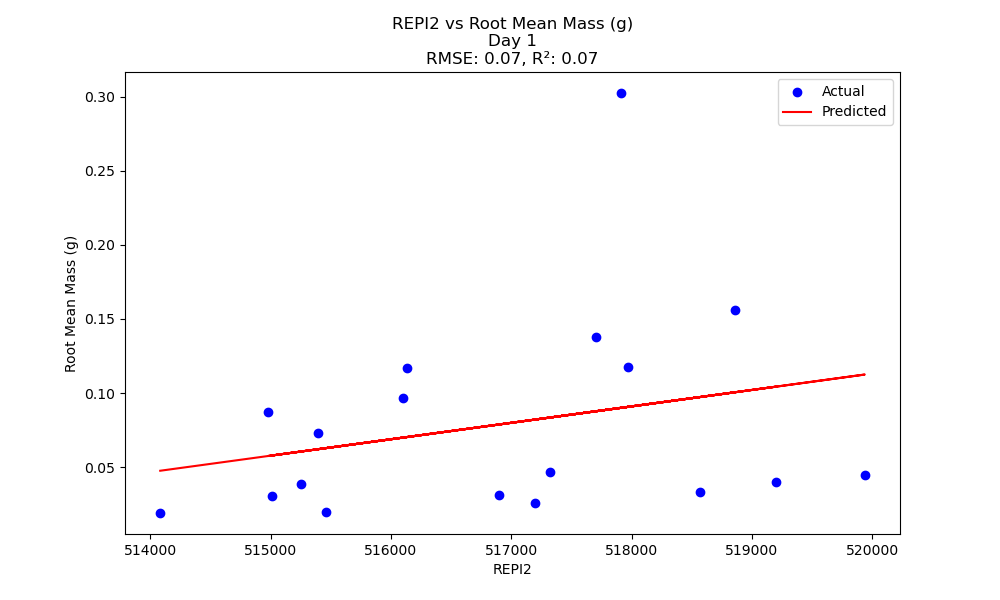 REPI2 vs Root Mean Mass (g)
Day 1
RMSE: 0.07, R²: 0.07
Actual
Predicted
Root Mean Mass (g)
0.30
0.25
0.20
0.15
0.10
0.05
514000 515000 516000 517000 518000 519000 520000
REPI2